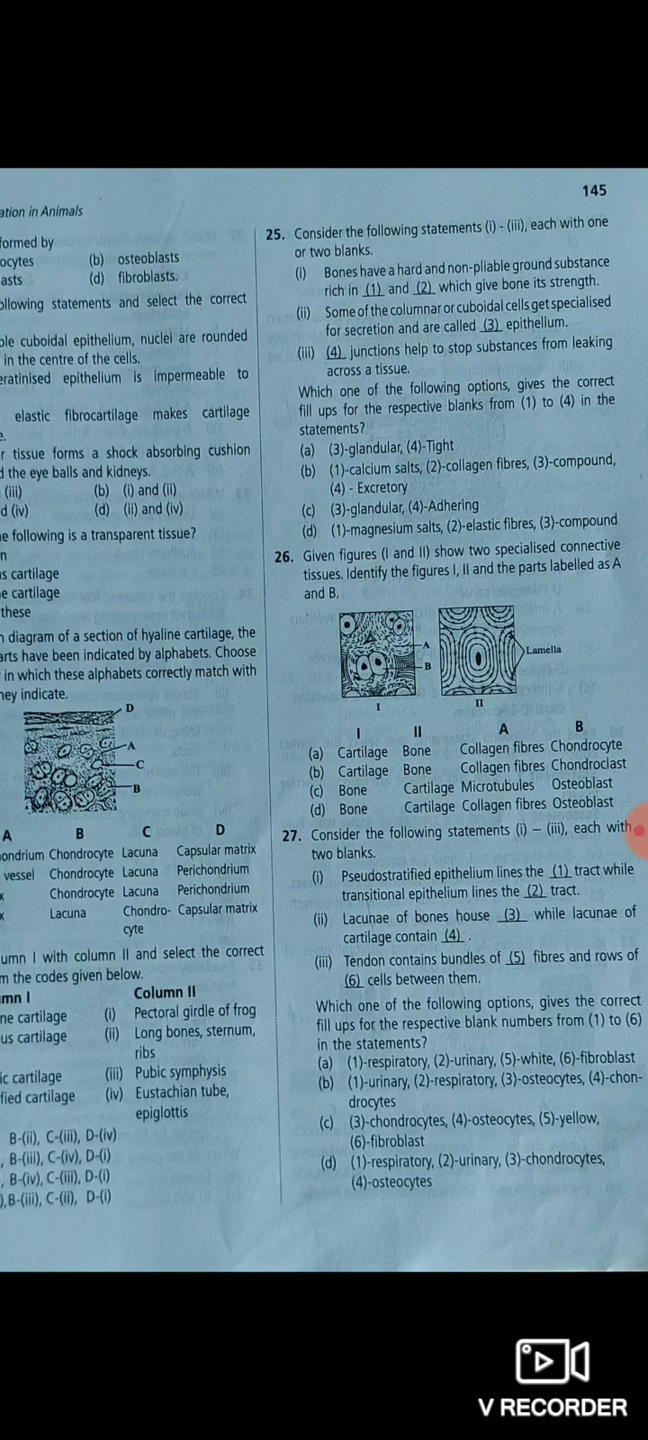 145
ation in Animals
formed by
ocytes (b) osteoblasts
asts (d) fibroblasts.
ollowing statements and select the correct
ole cuboidal epithelium, nuclei are rounded
in the centre of the cells.
eratinised epithelium is impermeable to
elastic fibrocartilage makes cartilage
e.
r tissue forms a shock absorbing cushion
d the eye balls and kidneys.
(iii) (b) (i) and (ii)
d (iv) (d) (ii) and (iv)
e following is a transparent tissue?
n
us cartilage
e cartilage
these
n diagram of a section of hyaline cartilage, the
arts have been indicated by alphabets. Choose
in which these alphabets correctly match with
hey indicate.
D
A
C
B
A B C D
ondrium Chondrocyte Lacuna Capsular matrix
vessel Chondrocyte Lacuna Perichondrium
x Chondrocyte Lacuna Perichondrium
x Lacuna Chondro- Capsular matrix
cyte
umn I with column II and select the correct
m the codes given below.
mn I Column II
ne cartilage (i) Pectoral girdle of frog
us cartilage (ii) Long bones, sternum,
ribs
ic cartilage (iii) Pubic symphysis
fied cartilage (iv) Eustachian tube,
epiglottis
B-(ii), C-(iii), D-(iv)
, B-(iii), C-(iv), D-(i)
, B-(iv), C-(iii), D-(i)
),B-(iii), C-(ii), D-(i)
25. Consider the following statements (i) - (iii), each with one
or two blanks.
(i) Bones have a hard and non-pliable ground substance
rich in (1) and (2) which give bone its strength.
(ii) Some of the columnar or cuboidal cells get specialised
for secretion and are called (3) epithelium.
(iii) (4) junctions help to stop substances from leaking
across a tissue.
Which one of the following options, gives the correct
fill ups for the respective blanks from (1) to (4) in the
statements?
(a) (3)-glandular, (4)-Tight
(b) (1)-calcium salts, (2)-collagen fibres, (3)-compound,
(4) - Excretory
(c) (3)-glandular, (4)-Adhering
(d) (1)-magnesium salts, (2)-elastic fibres, (3)-compound
26. Given figures (I and II) show two specialised connective
tissues. Identify the figures I, II and the parts labelled as A
and B.
A
B
Lamella
I II
I II A B
(a) Cartilage Bone Collagen fibres Chondrocyte
(b) Cartilage Bone Collagen fibres Chondroclast
(c) Bone Cartilage Microtubules Osteoblast
(d) Bone Cartilage Collagen fibres Osteoblast
27. Consider the following statements (i) – (iii), each with
two blanks.
(i) Pseudostratified epithelium lines the (1) tract while
transitional epithelium lines the (2) tract.
(ii) Lacunae of bones house (3) while lacunae of
cartilage contain (4) .
(iii) Tendon contains bundles of (5) fibres and rows of
(6) cells between them.
Which one of the following options, gives the correct
fill ups for the respective blank numbers from (1) to (6)
in the statements?
(a) (1)-respiratory, (2)-urinary, (5)-white, (6)-fibroblast
(b) (1)-urinary, (2)-respiratory, (3)-osteocytes, (4)-chon-
drocytes
(c) (3)-chondrocytes, (4)-osteocytes, (5)-yellow,
(6)-fibroblast
(d) (1)-respiratory, (2)-urinary, (3)-chondrocytes,
(4)-osteocytes
V RECORDER